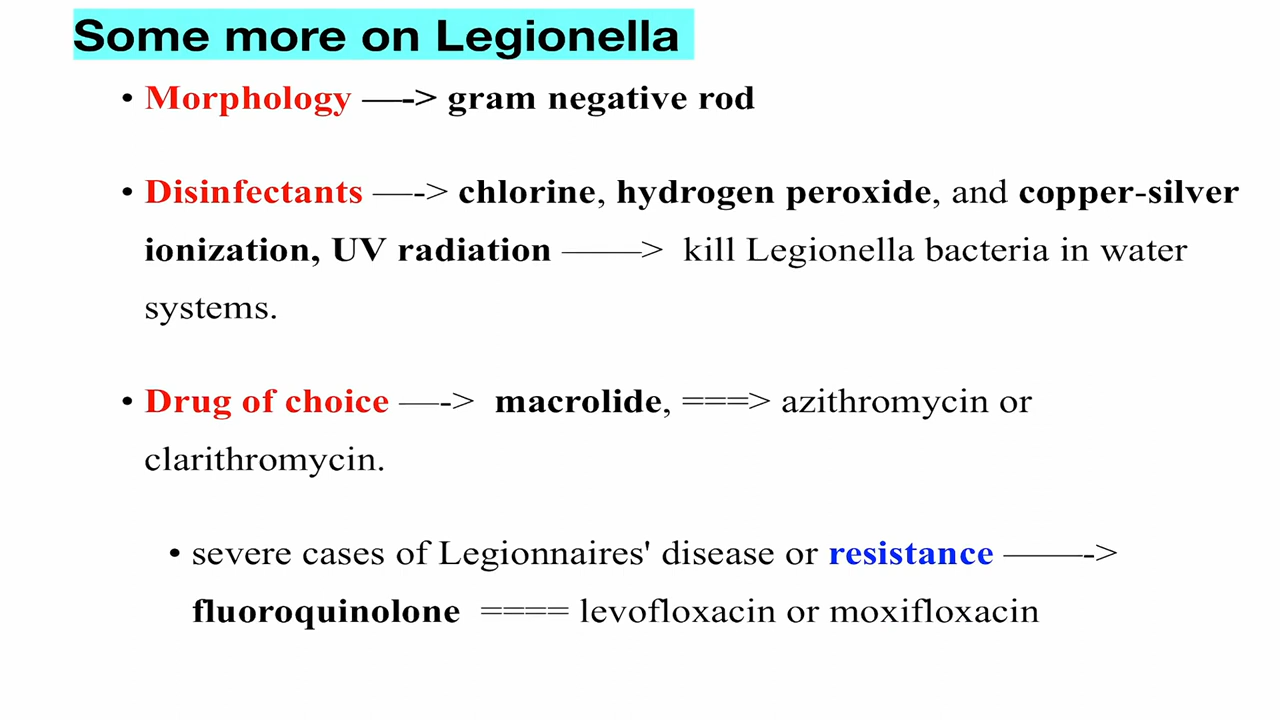 Some more on Legionella
• Morphology —-> gram negative rod
• Disinfectants —-> chlorine, hydrogen peroxide, and copper-silver
ionization, UV radiation ——> kill Legionella bacteria in water
systems.
• Drug of choice —-> macrolide, ===> azithromycin or
clarithromycin.
• severe cases of Legionnaires' disease or resistance ——->
fluoroquinolone ==== levofloxacin or moxifloxacin